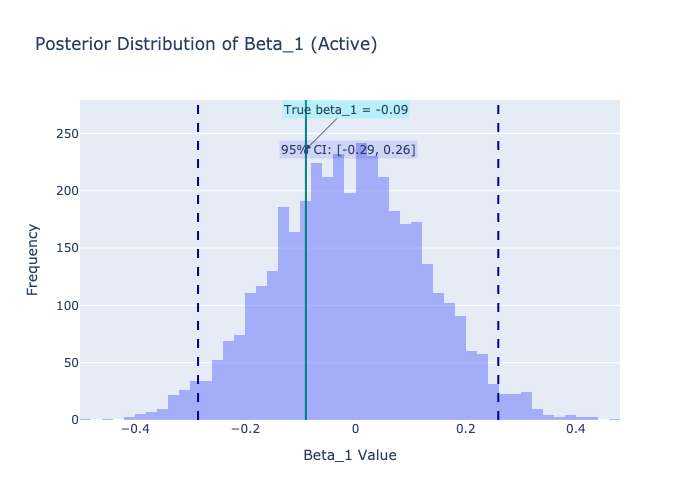 Posterior Distribution of Beta_1 (Active)
True beta_1 = -0.09
95% CI: [-0.29, 0.26]
250
200
150
100
50
0
Frequency
−0.4
−0.2
0
0.2
0.4
Beta_1 Value